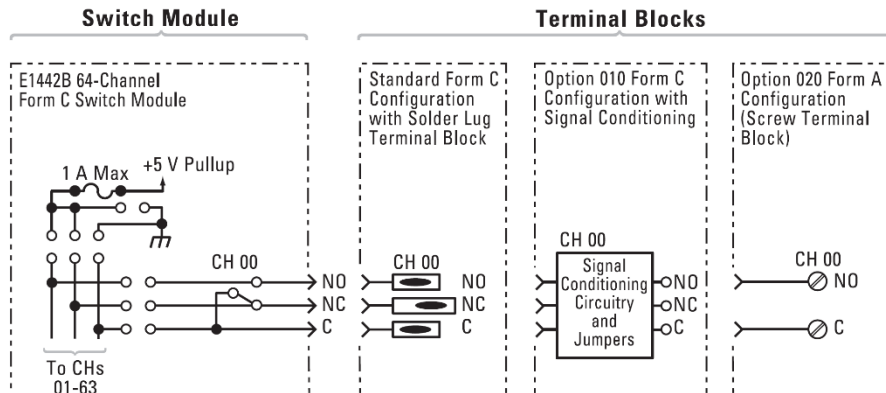 Switch Module
Terminal Blocks
E1442B 64-Channel
Form C Switch Module
1 A Max
+5 V Pullup
CH 00
NO
NC
C
To CHs
01-63
Standard Form C
Configuration
with Solder Lug
Terminal Block
CH 00
NO
NC
C
Option 010 Form C
Configuration with
Signal Conditioning
CH 00
Signal
Conditioning
Circuitry
and
Jumpers
NO
NC
C
Option 020 Form A
Configuration
(Screw Terminal
Block)
CH 00
NO
C